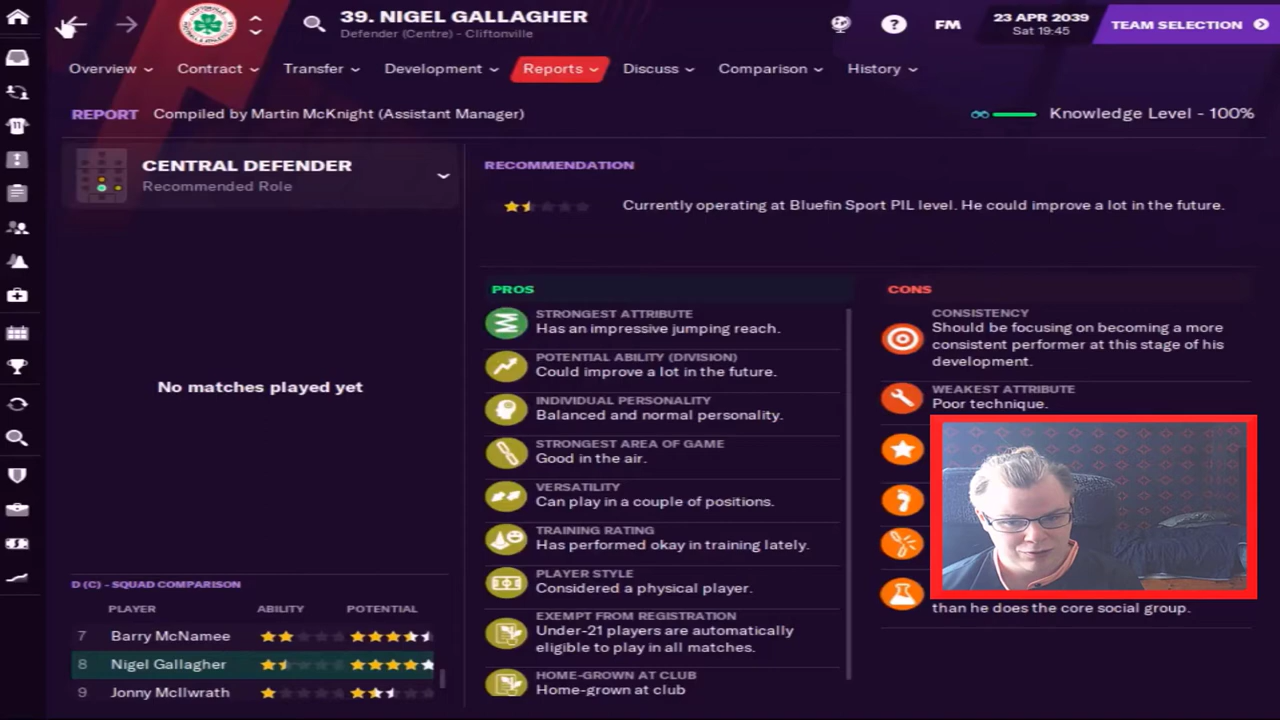 39. NIGEL GALLAGHER
Defender (Centre) - Cliftonville
FM
23 APR 2039
Sat 19:45
TEAM SELECTION
Overview
Contract
Transfer
Development
Reports
Discuss
Comparison
History
REPORT Compiled by Martin McKnight (Assistant Manager)
Knowledge Level - 100%
CENTRAL DEFENDER
Recommended Role
No matches played yet
D (C) - SQUAD COMPARISON
PLAYER ABILITY POTENTIAL
7 Barry McNamee
8 Nigel Gallagher
9 Jonny McIlwrath
RECOMMENDATION
Currently operating at Bluefin Sport PIL level. He could improve a lot in the future.
PROS
STRONGEST ATTRIBUTE
Has an impressive jumping reach.
POTENTIAL ABILITY (DIVISION)
Could improve a lot in the future.
INDIVIDUAL PERSONALITY
Balanced and normal personality.
STRONGEST AREA OF GAME
Good in the air.
VERSATILITY
Can play in a couple of positions.
TRAINING RATING
Has performed okay in training lately.
PLAYER STYLE
Considered a physical player.
EXEMPT FROM REGISTRATION
Under-21 players are automatically
eligible to play in all matches.
HOME-GROWN AT CLUB
Home-grown at club
CONS
CONSISTENCY
Should be focusing on becoming a more
consistent performer at this stage of his
development.
WEAKEST ATTRIBUTE
Poor technique.
than he does the core social group.